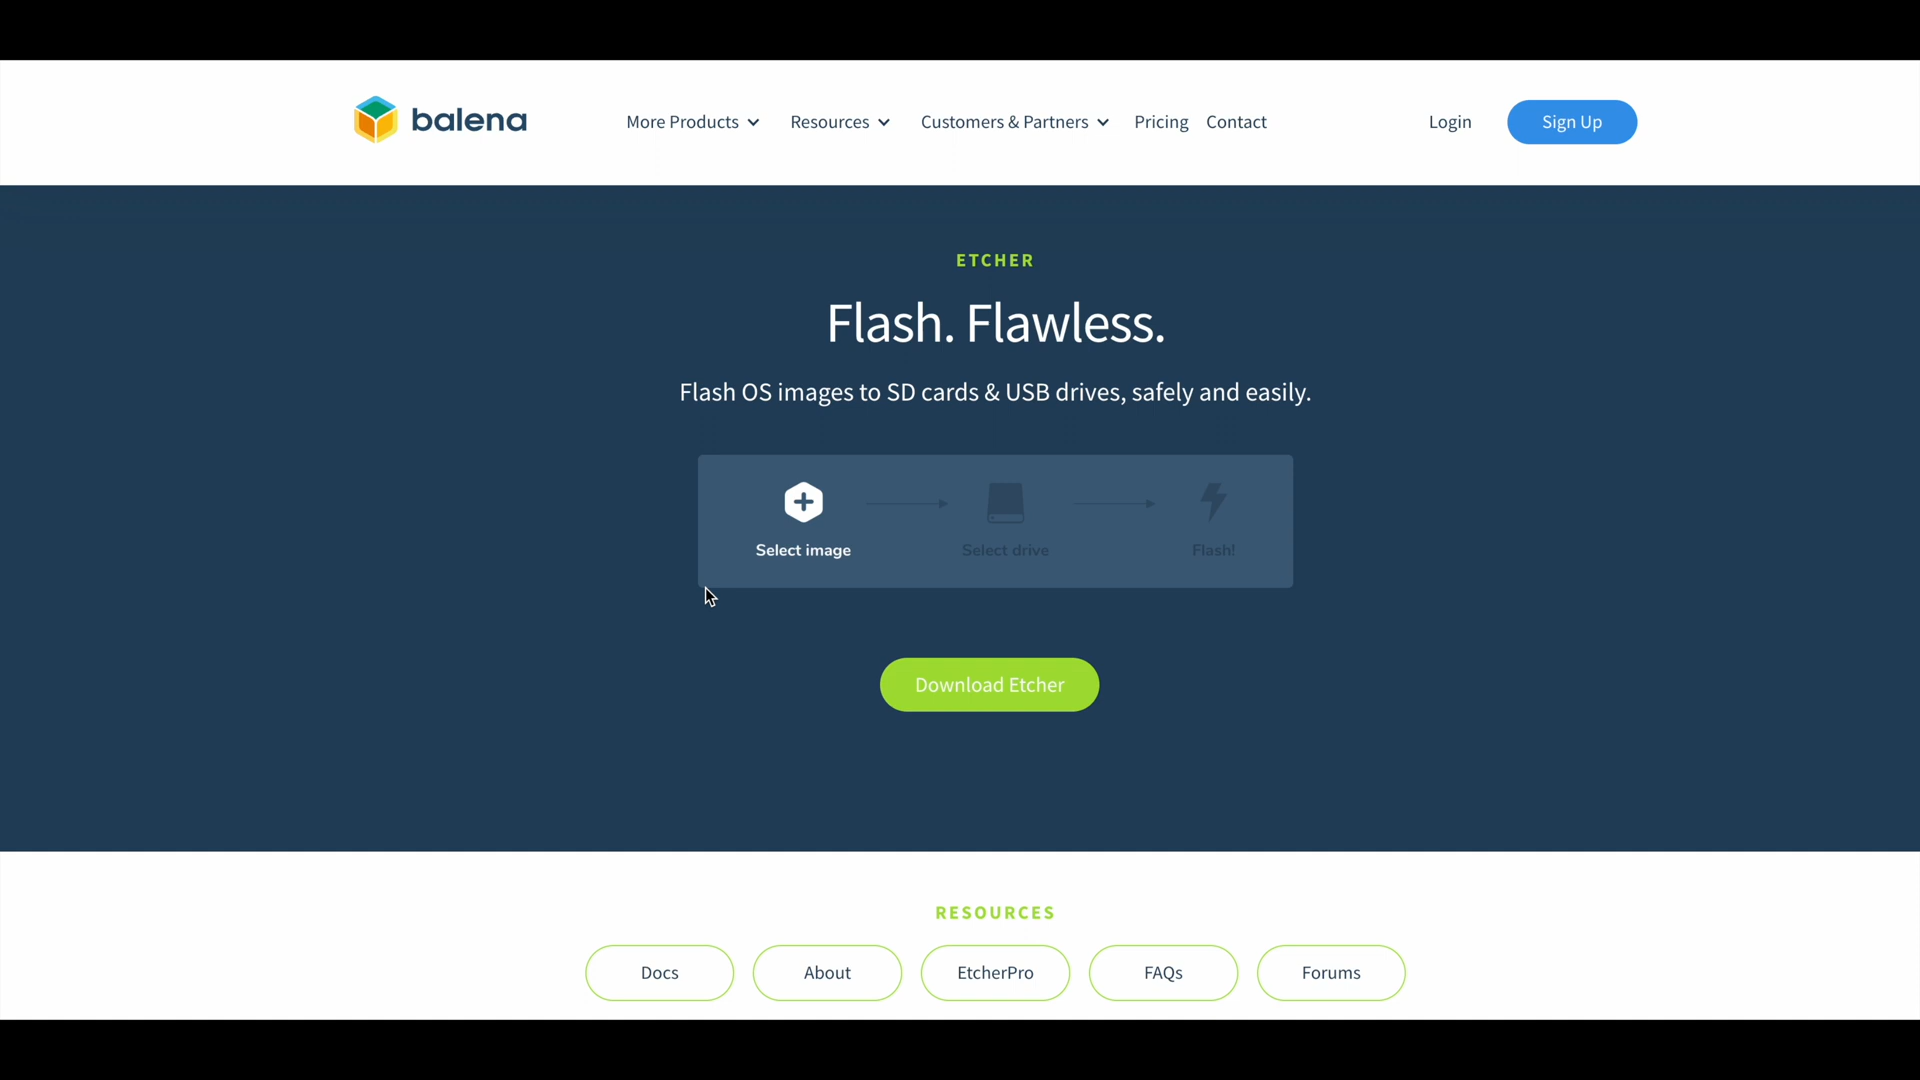 balena
More Products
Resources
Customers & Partners
Pricing
Contact
Login
Sign Up
ETCHER
Flash. Flawless.
Flash OS images to SD cards & USB drives, safely and easily.
Select image
Select drive
Flash!
Download Etcher
RESOURCES
Docs
About
EtcherPro
FAQs
Forums